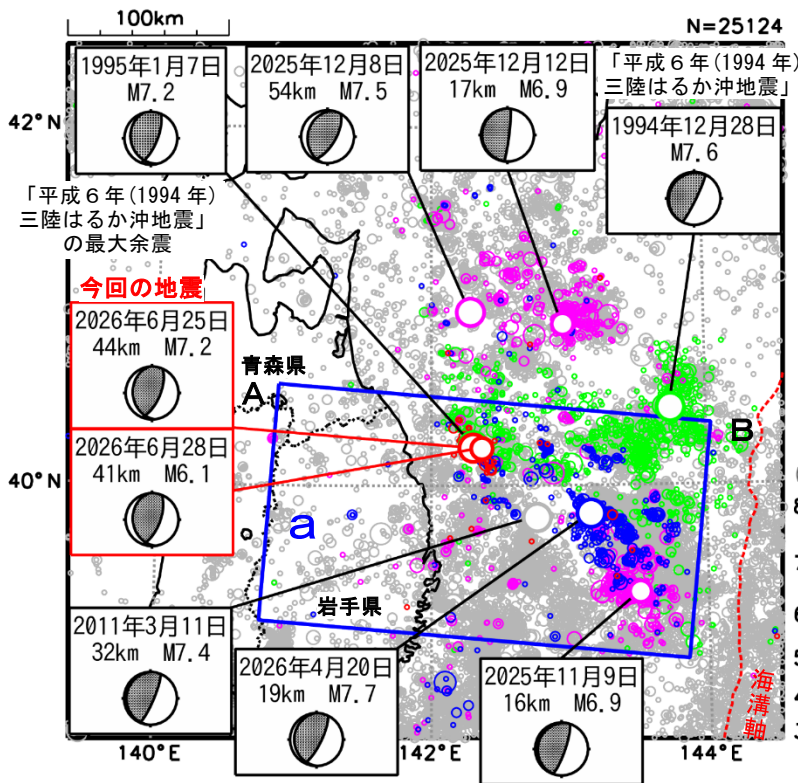 100km
N=25124
1995年1月7日
M7.2
2025年12月8日
54km M7.5
2025年12月12日
17km M6.9
「平成6年(1994年)
三陸はるか沖地震」
1994年12月28日
M7.6
42°N
「平成6年(1994年)
三陸はるか沖地震」
の最大余震
今回の地震
2026年6月25日
44km M7.2
青森県
A
B
2026年6月28日
41km M6.1
40°N
a
岩手県
8
7
6
5
4
3
2011年3月11日
32km M7.4
2026年4月20日
19km M7.7
2025年11月9日
16km M6.9
海溝軸
140°E
142°E
144°E